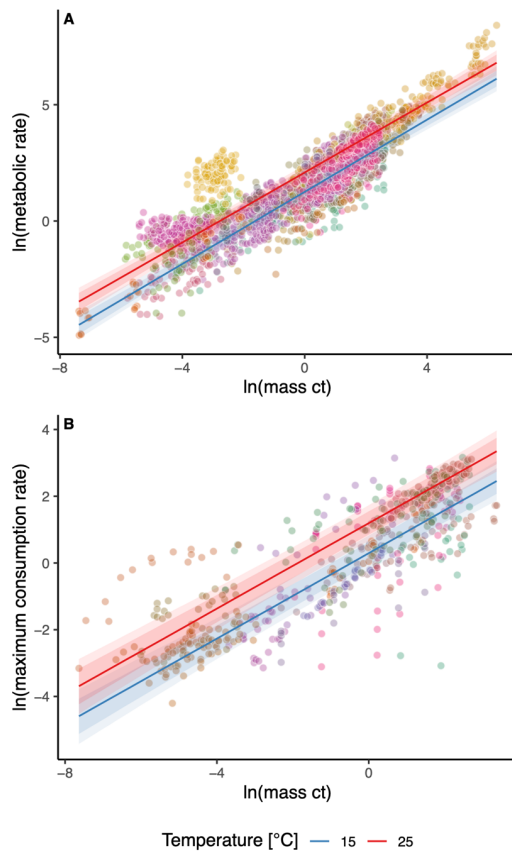 A
ln(metabolic rate)
5
0
−5
−8
−4
0
4
ln(mass ct)
B
ln(maximum consumption rate)
4
2
0
−2
−4
−8
−4
0
ln(mass ct)
Temperature [°C] 15 25